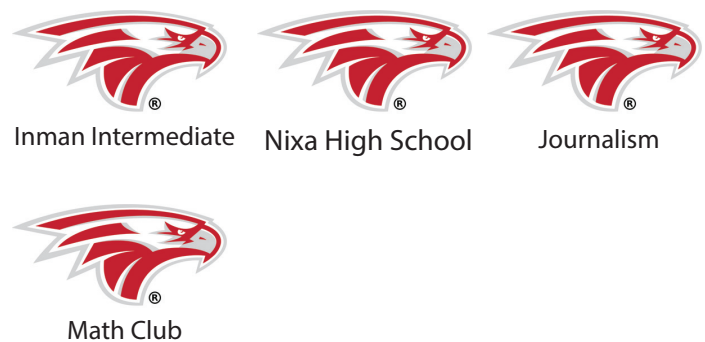 ®
®
®
Inman Intermediate
Nixa High School
Journalism
®
Math Club